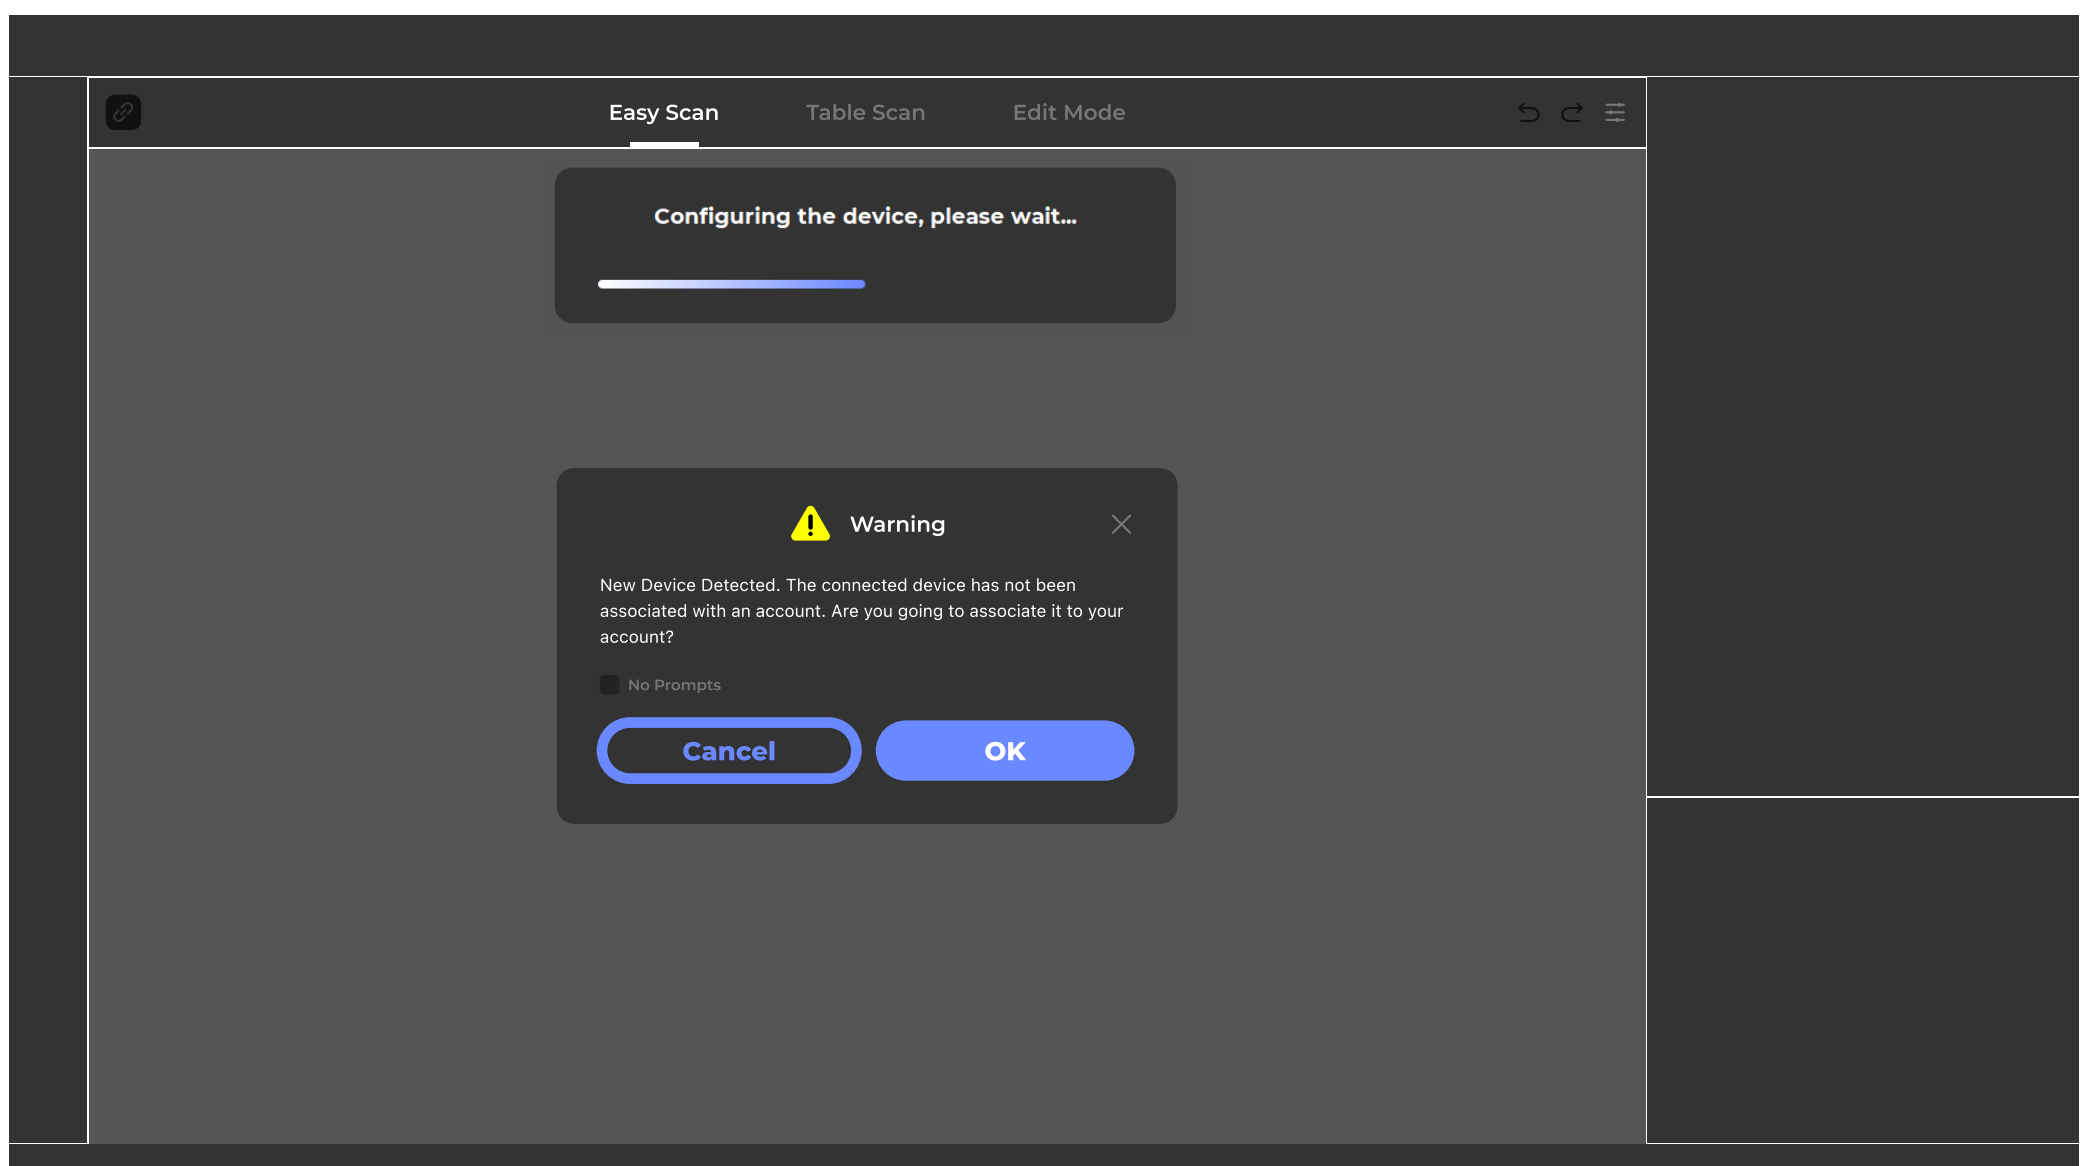 Easy Scan Table Scan Edit Mode
Configuring the device, please wait...
Warning
New Device Detected. The connected device has not been
associated with an account. Are you going to associate it to your
account?
No Prompts
Cancel OK